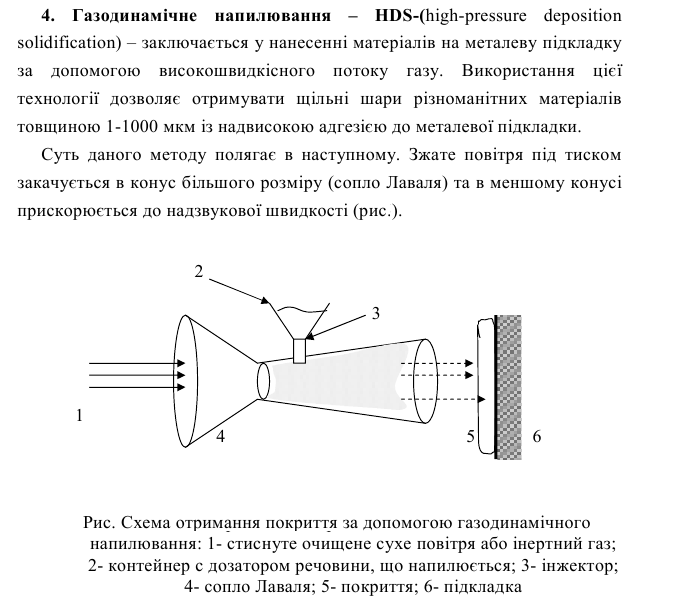 4. Газодинамічне напилювання – HDS-(high-pressure deposition
solidification) – заключається у нанесенні матеріалів на металеву підкладку
за допомогою високошвидкісного потоку газу. Використання цієї
технології дозволяє отримувати щільні шари різноманітних матеріалів
товщиною 1-1000 мкм із надвисокою адгезією до металевої підкладки.
Суть даного методу полягає в наступному. Зжате повітря під тиском
закачується в конус більшого розміру (сопло Лаваля) та в меншому конусі
прискорюється до надзвукової швидкості (рис.).
2
3
1
4
5
6
Рис. Схема отримання покриття за допомогою газодинамічного
напилювання: 1- стиснуте очищене сухе повітря або інертний газ;
2- контейнер с дозатором речовини, що напилюється; 3- інжектор;
4- сопло Лаваля; 5- покриття; 6- підкладка